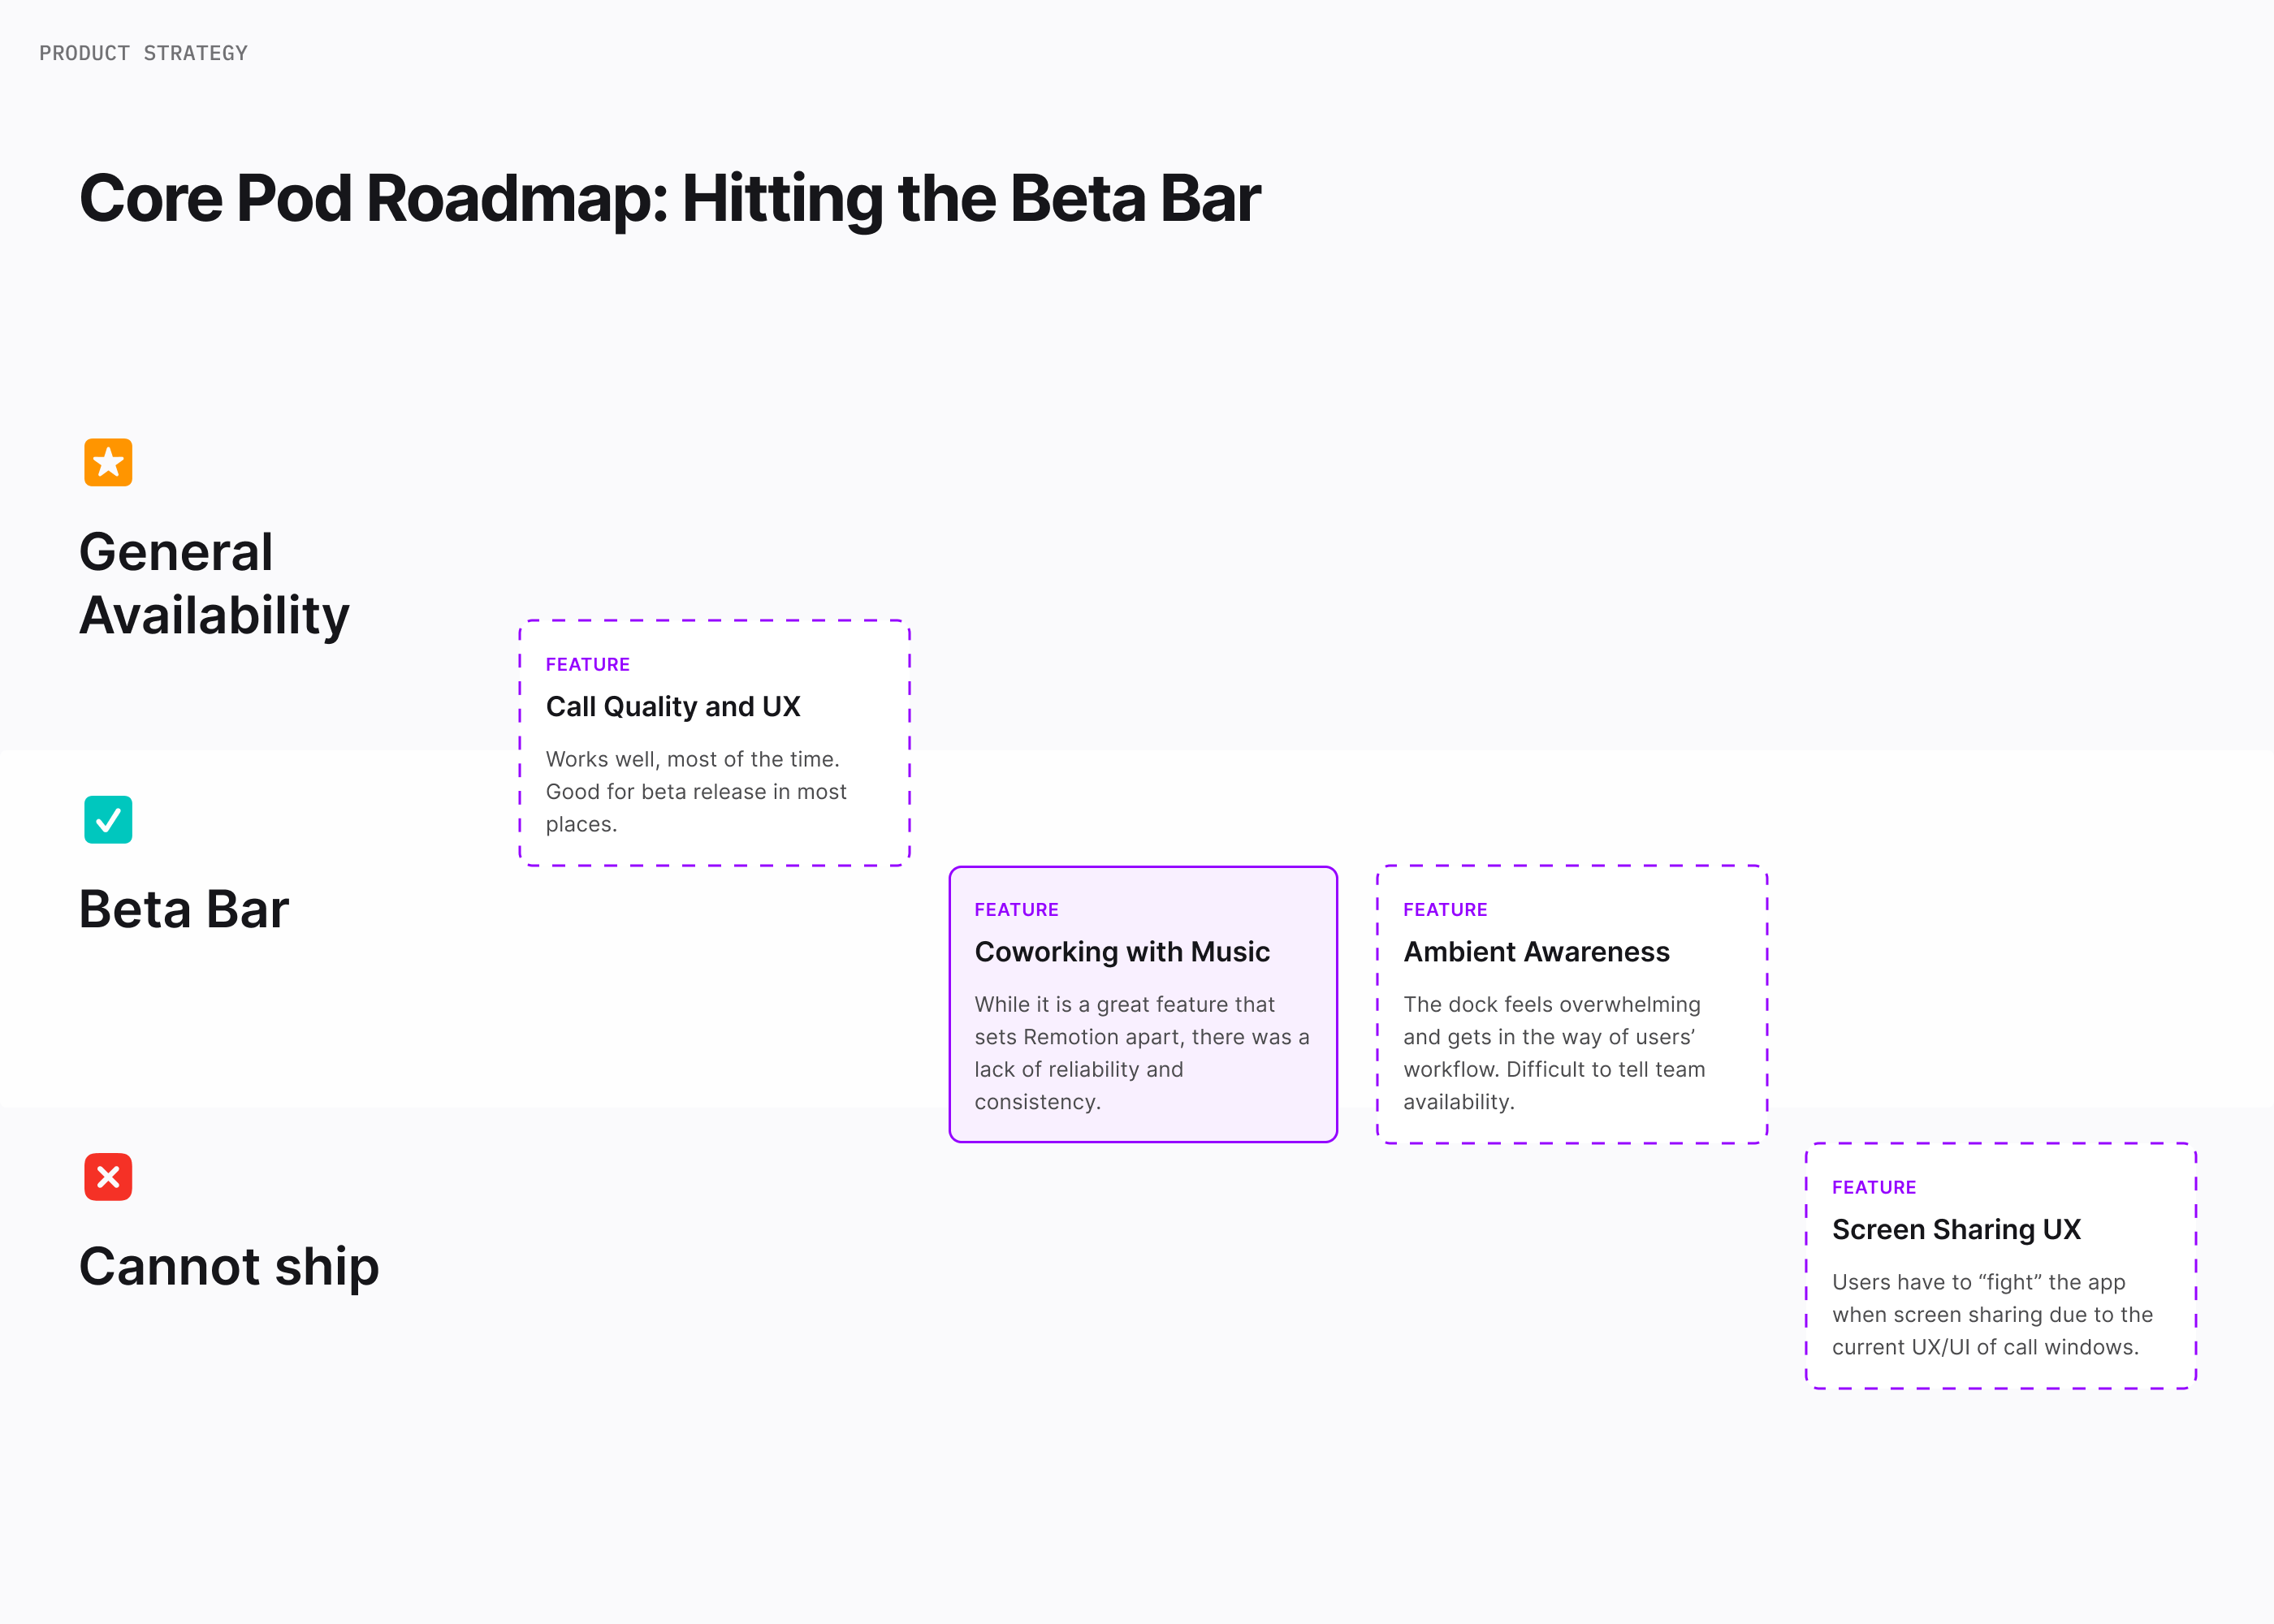 PRODUCT STRATEGY
Core Pod Roadmap: Hitting the Beta Bar
General
Availability
FEATURE
Call Quality and UX
Works well, most of the time.
Good for beta release in most
places.
Beta Bar
FEATURE
Coworking with Music
While it is a great feature that
sets Remotion apart, there was a
lack of reliability and
consistency.
FEATURE
Ambient Awareness
The dock feels overwhelming
and gets in the way of users’
workflow. Difficult to tell team
availability.
Cannot ship
FEATURE
Screen Sharing UX
Users have to “fight” the app
when screen sharing due to the
current UX/UI of call windows.